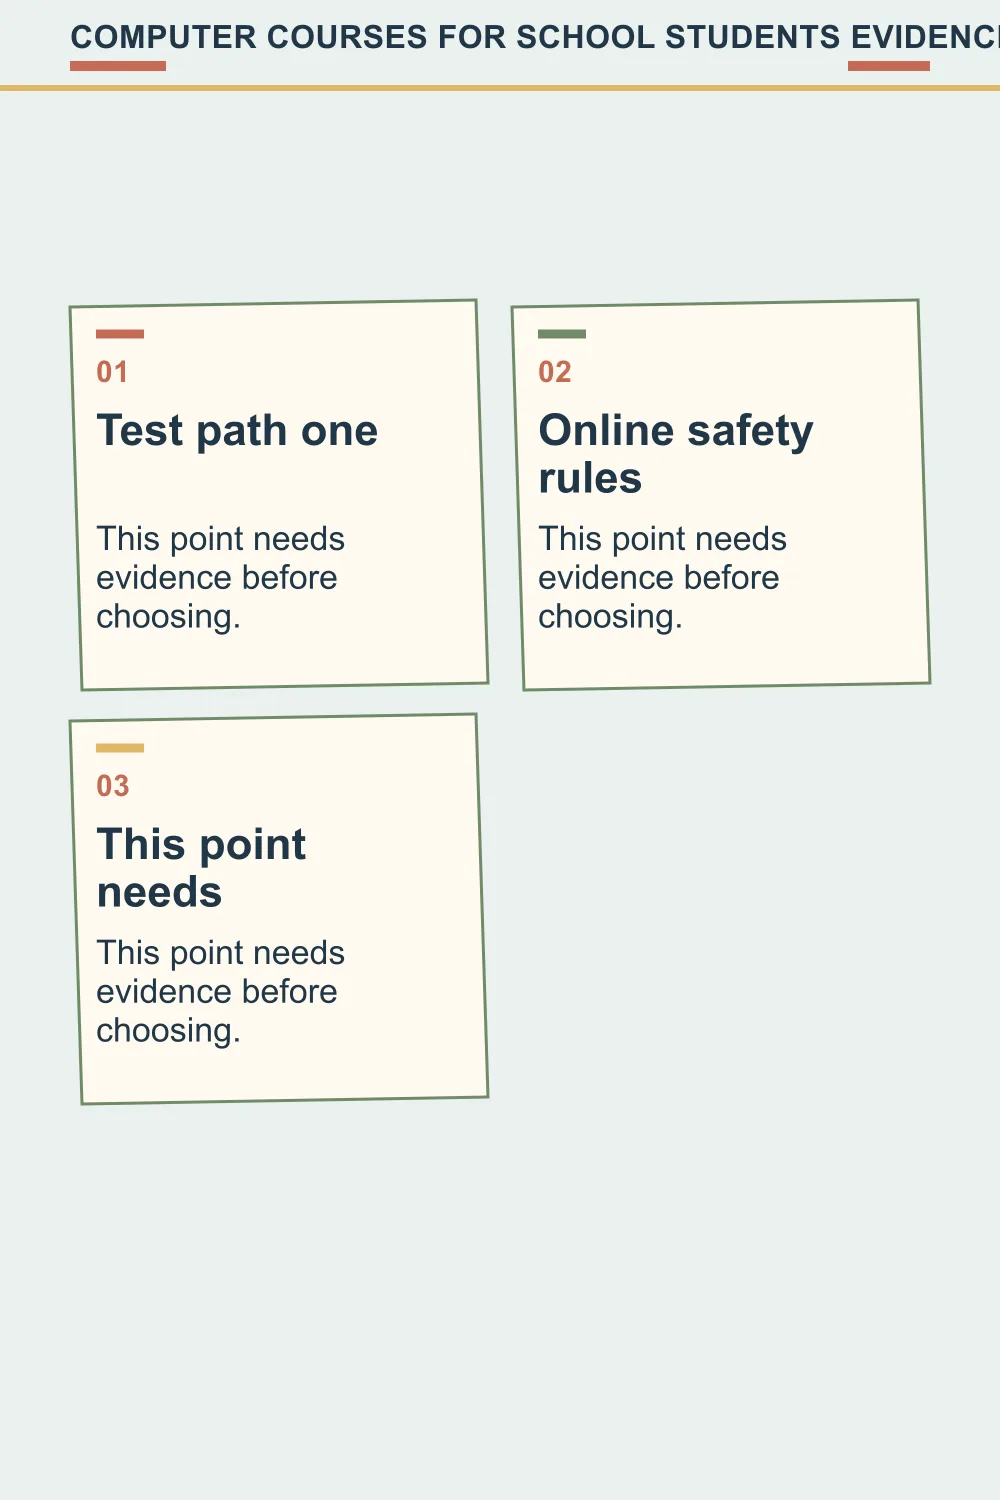 COMPUTER COURSES FOR SCHOOL STUDENTS
01
Test path one
This point needs
evidence before
choosing.
02
Online safety
rules
This point needs
evidence before
choosing.
03
This point
needs
This point needs
evidence before
choosing.